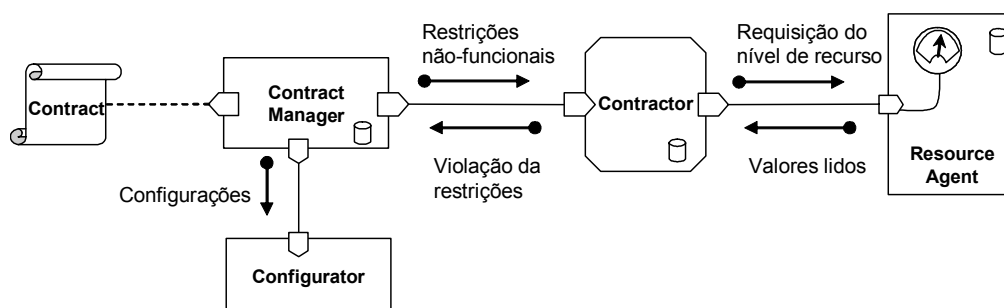 Restrições
não-funcionais
Requisição do
nível de recurso
Contract
Contract
Manager
Contractor
Resource
Agent
Violação da
restrições
Valores lidos
Configurações
Configurator